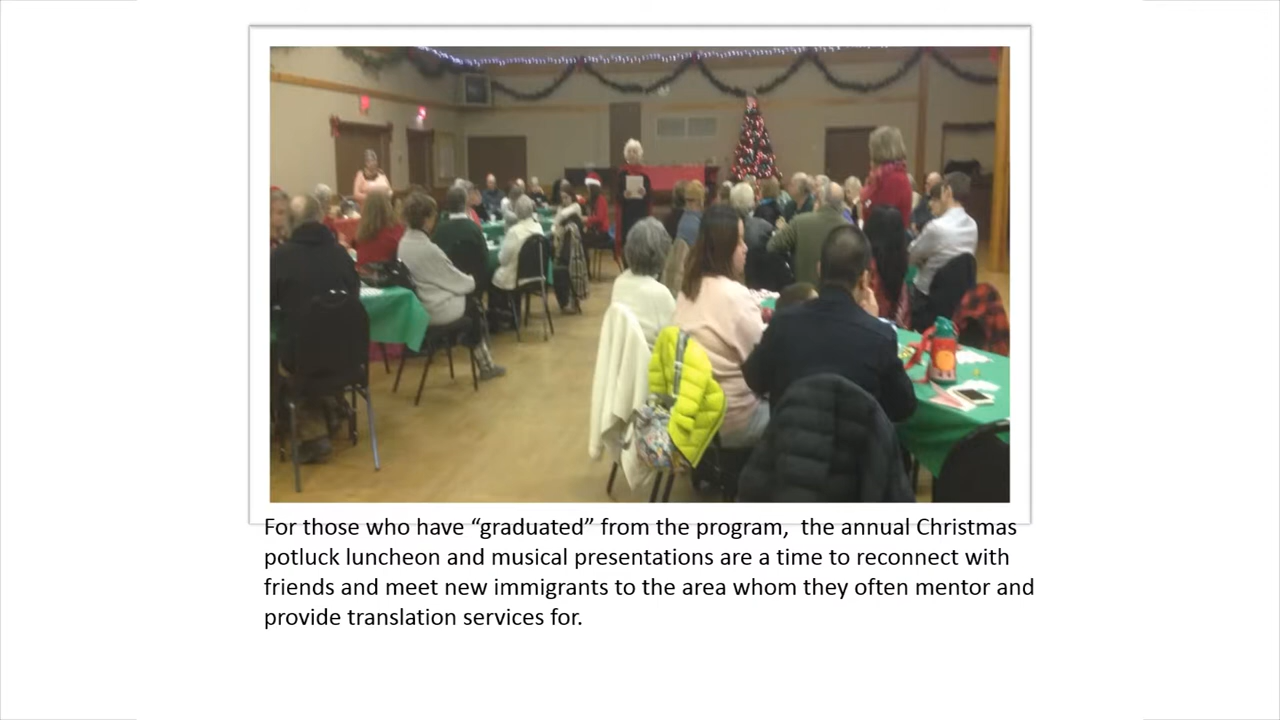 For those who have “graduated” from the program,  the annual Christmas
potluck luncheon and musical presentations are a time to reconnect with
friends and meet new immigrants to the area whom they often mentor and
provide translation services for.